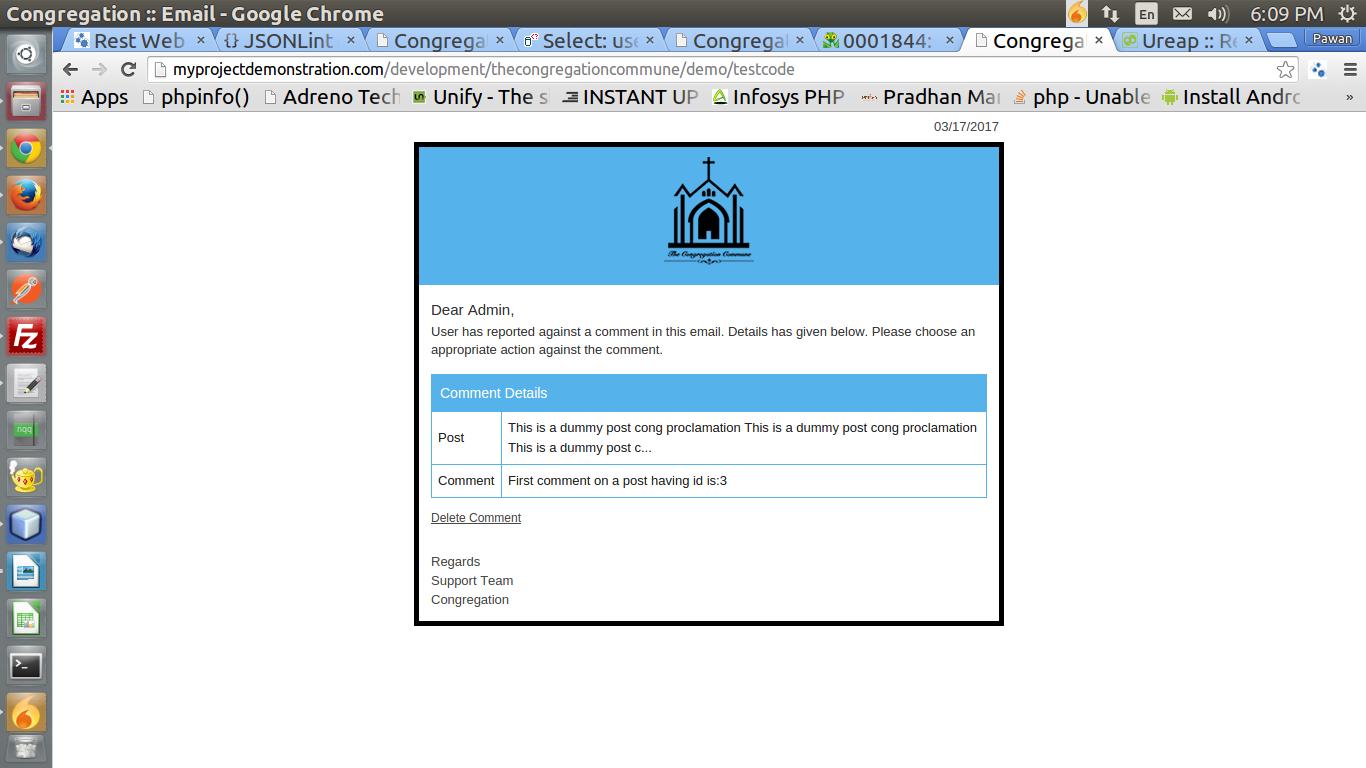 Congregation :: Email - Google Chrome
En
6:09 PM
Rest Web
JSONLint
Congrega
Select: use
Congrega
0001844:
Congrega
Ureap :: Re
Pawan
myprojectdemonstration.com/development/thecongregationcommune/demo/testcode
Apps
phpinfo()
Adreno Tech
Unify - The s
INSTANT UP
Infosys PHP
Pradhan Man
php - Unable
Install Andro
»
03/17/2017
The Congregation Commune
Dear Admin,
User has reported against a comment in this email. Details has given below. Please choose an
appropriate action against the comment.
Comment Details
Post
This is a dummy post cong proclamation This is a dummy post cong proclamation
This is a dummy post c...
Comment
First comment on a post having id is:3
Delete Comment
Regards
Support Team
Congregation
Fz
nqq